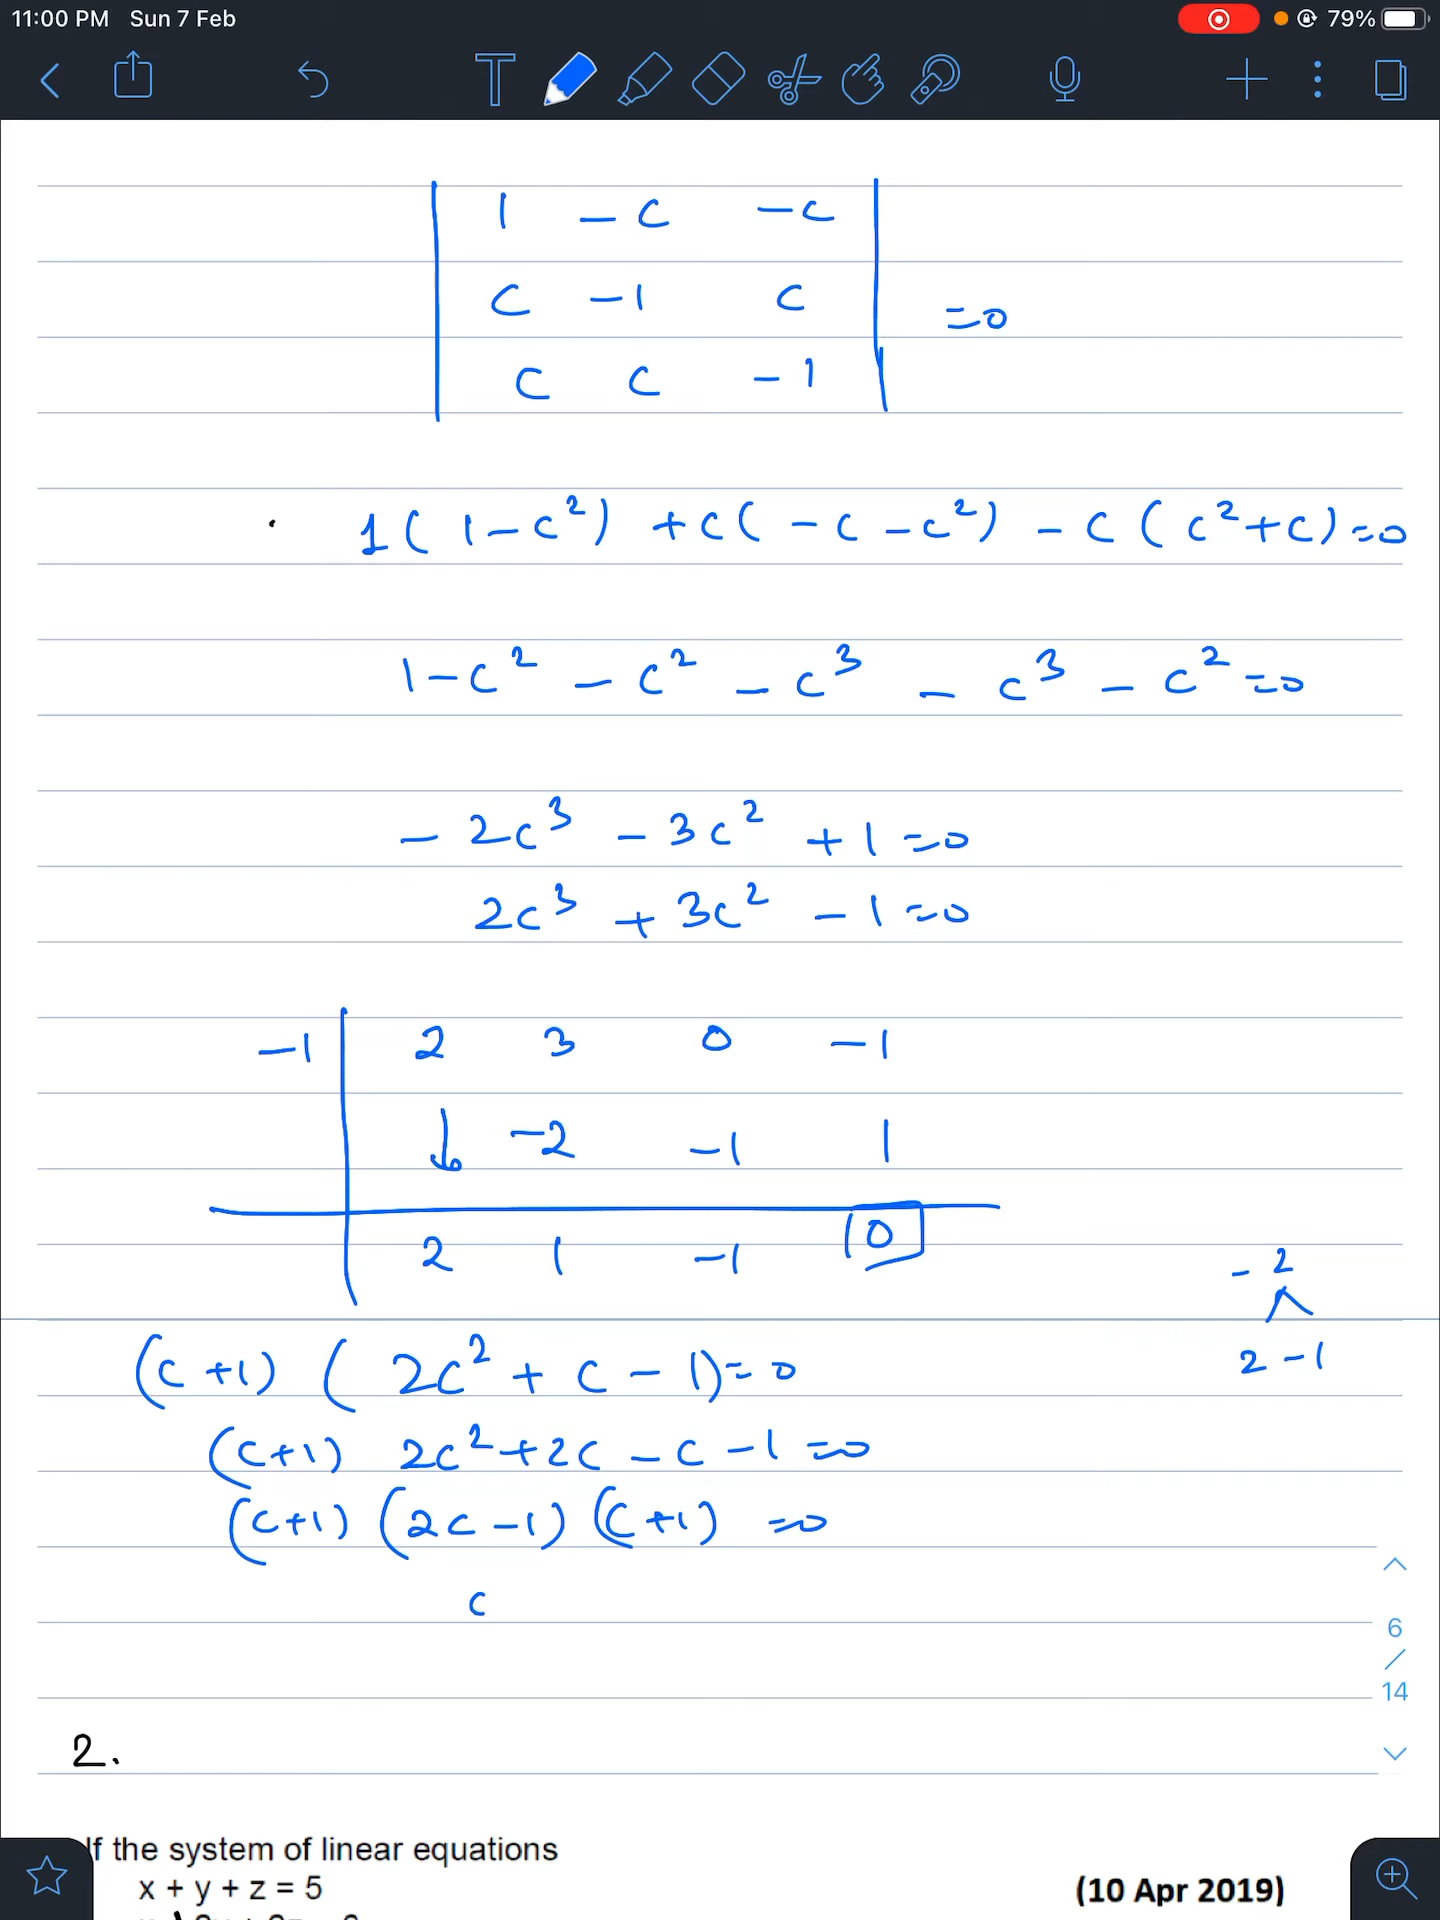 11:00 PM Sun 7 Feb 79%
T
1 -c -c
c -1 c =0
c c -1
1(1-c²) +c(-c-c²) -c(c²+c)=0
1-c² -c² -c³ -c³ -c²=0
-2c³ -3c² +1=0
2c³ +3c² -1=0
-1 2 3 0 -1
↓ -2 -1 1
2 1 -1 0
-2
2 -1
(c+1) (2c²+c-1)=0
(c+1) 2c²+2c-c-1=0
(c+1) (2c-1) (c+1) =0
c
6
/
14
2.
If the system of linear equations
x + y + z = 5
(10 Apr 2019)